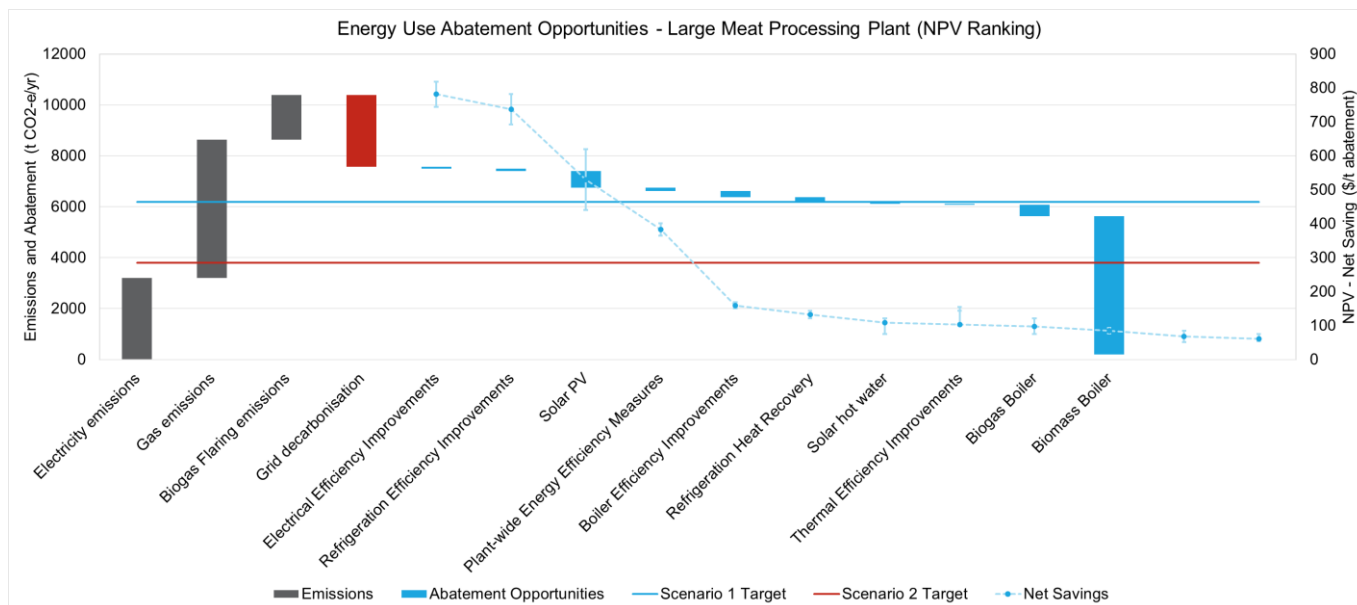 Energy Use Abatement Opportunities - Large Meat Processing Plant (NPV Ranking)
Emissions and Abatement (t CO2-e/yr)
12000
10000
8000
6000
4000
2000
0
900
800
700
600
500
400
300
200
100
0
NPV - Net Saving ($/t abatement)
Electricity emissions
Gas emissions
Biogas Flaring emissions
Grid decarbonisation
Electrical Efficiency Improvements
Refrigeration Efficiency Improvements
Solar PV
Plant-wide Energy Efficiency Measures
Boiler Efficiency Improvements
Refrigeration Heat Recovery
Solar hot water
Thermal Efficiency Improvements
Biogas Boiler
Biomass Boiler
Emissions
Abatement Opportunities
Scenario 1 Target
Scenario 2 Target
Net Savings